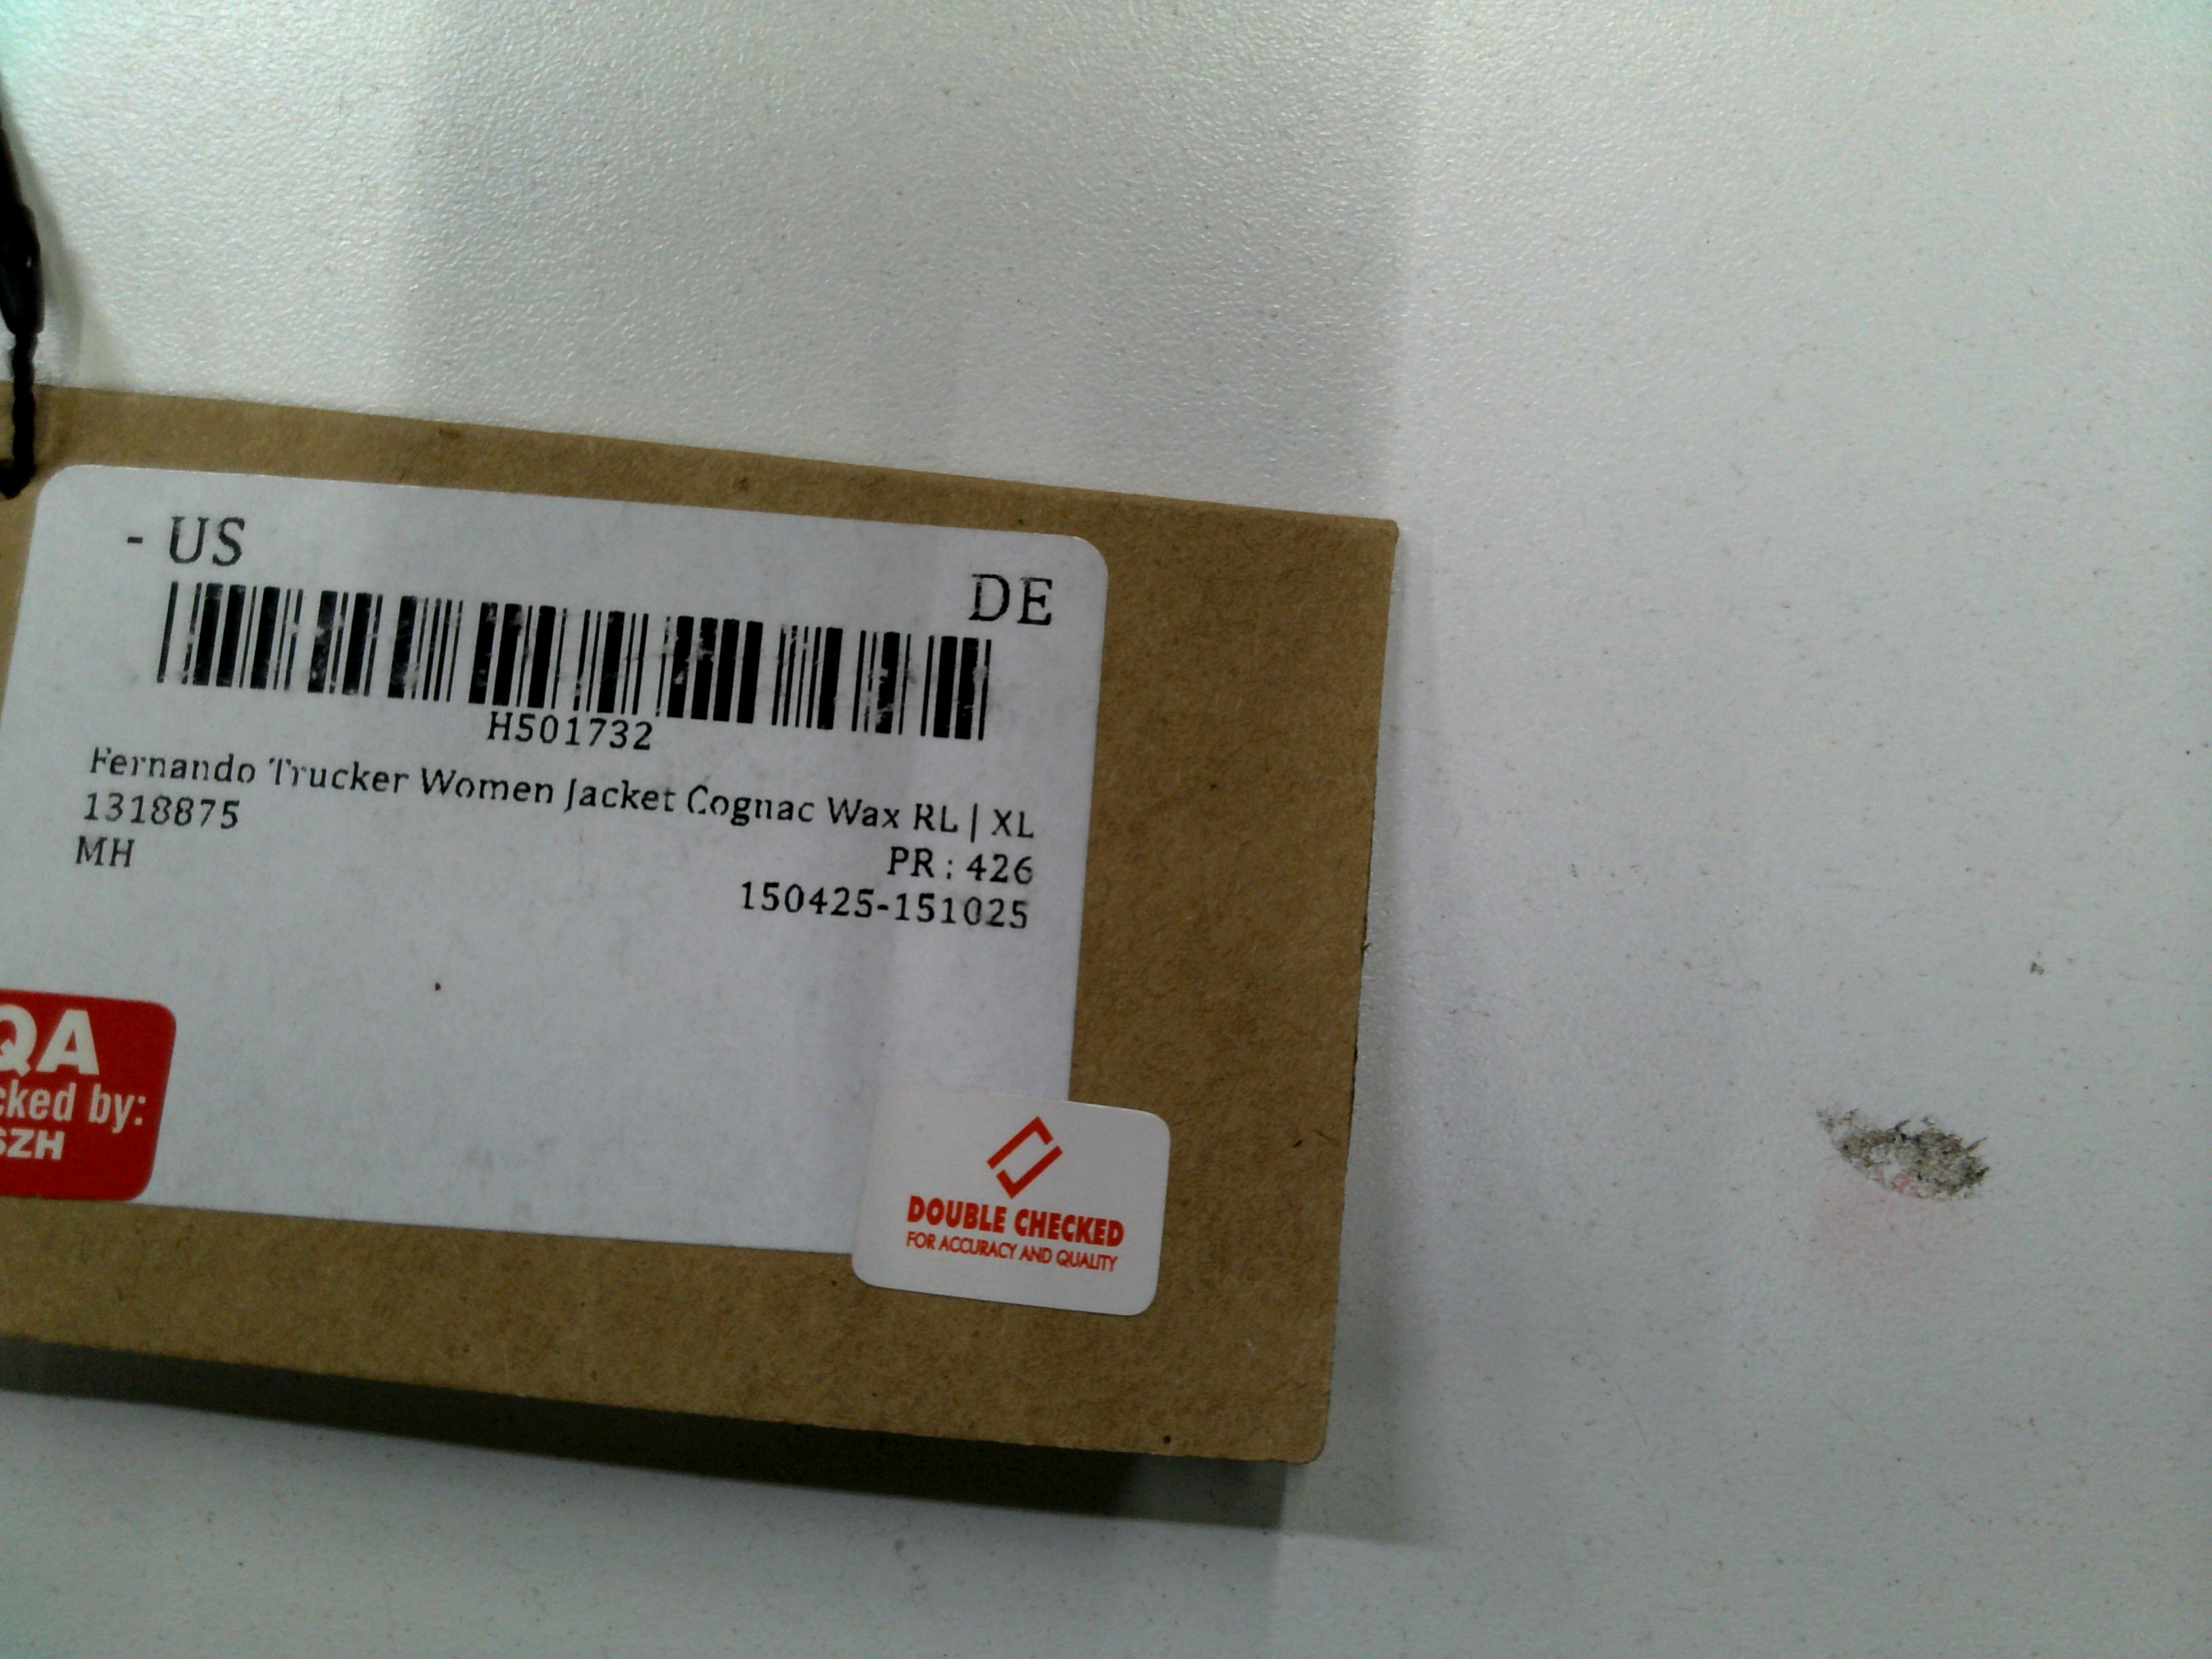 - US
DE
H501732
Fernando Trucker Women Jacket Cognac Wax RL | XL
1318875
PR : 426
MH
150425-151025
QA
cked by:
SZH
DOUBLE CHECKED
FOR ACCURACY AND QUALITY